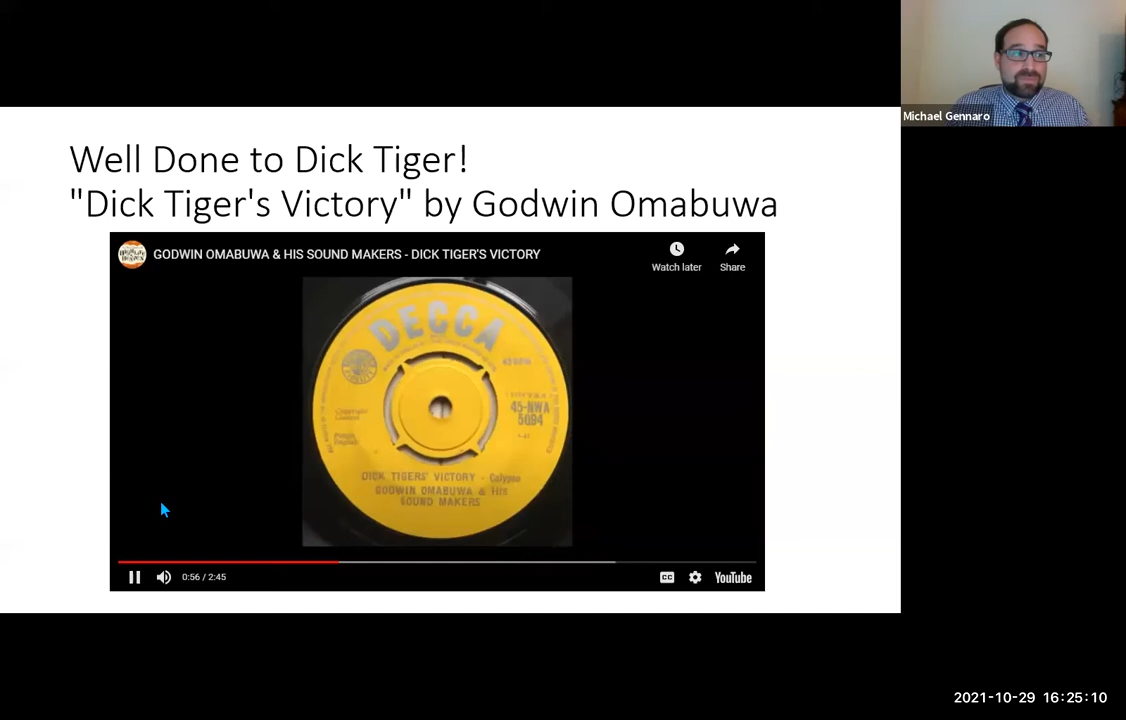 Michael Gennaro
Well Done to Dick Tiger!
"Dick Tiger's Victory" by Godwin Omabuwa
GODWIN OMABUWA & HIS SOUND MAKERS - DICK TIGER'S VICTORY
Watch later
Share
DECCA
45-NWA
5094
DICK TIGERS' VICTORY - Calypso
GODWIN OMABUWA & His
SOUND MAKERS
0:56 / 2:45
CC
YouTube
2021-10-29 16:25:10